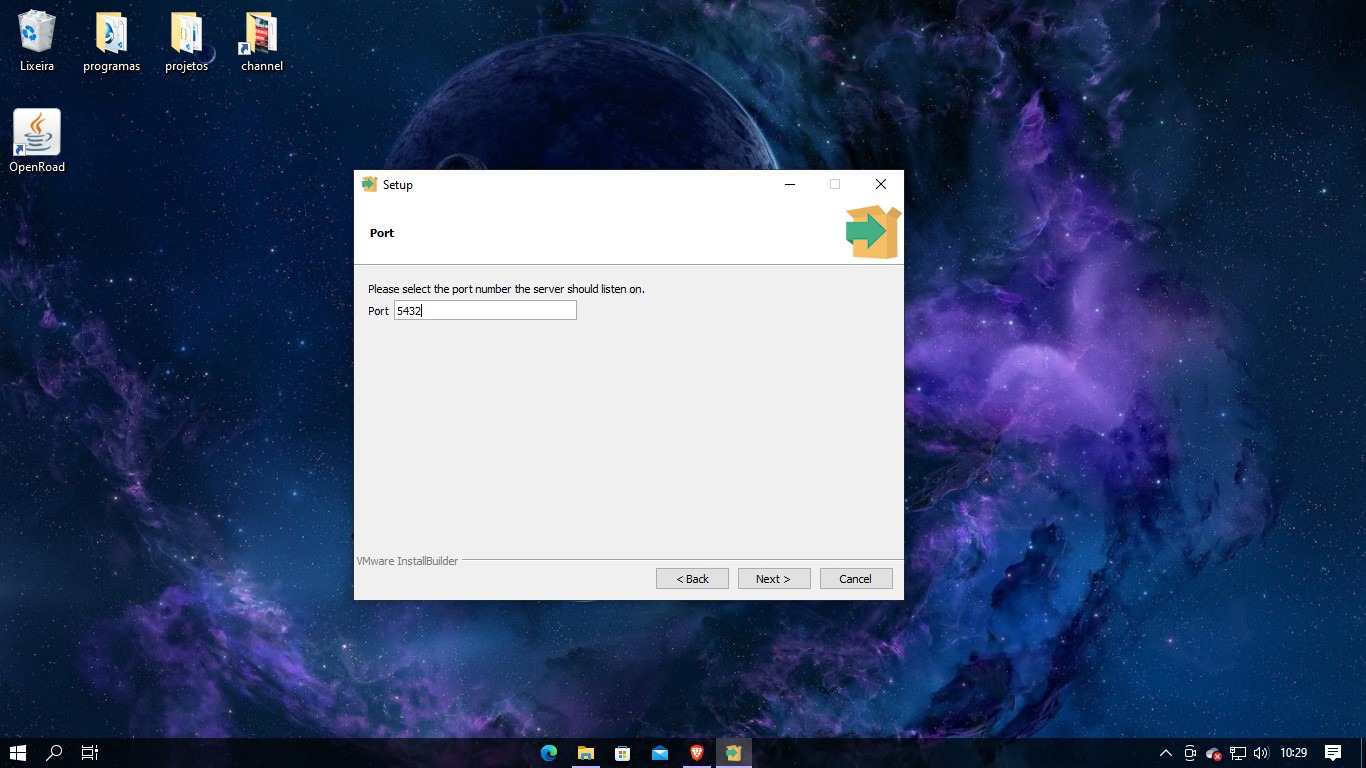 Lixeira
programas
projetos
channel
OpenRoad
Setup
Port
Please select the port number the server should listen on.
Port 5432
VMware InstallBuilder
< Back
Next >
Cancel
10:29